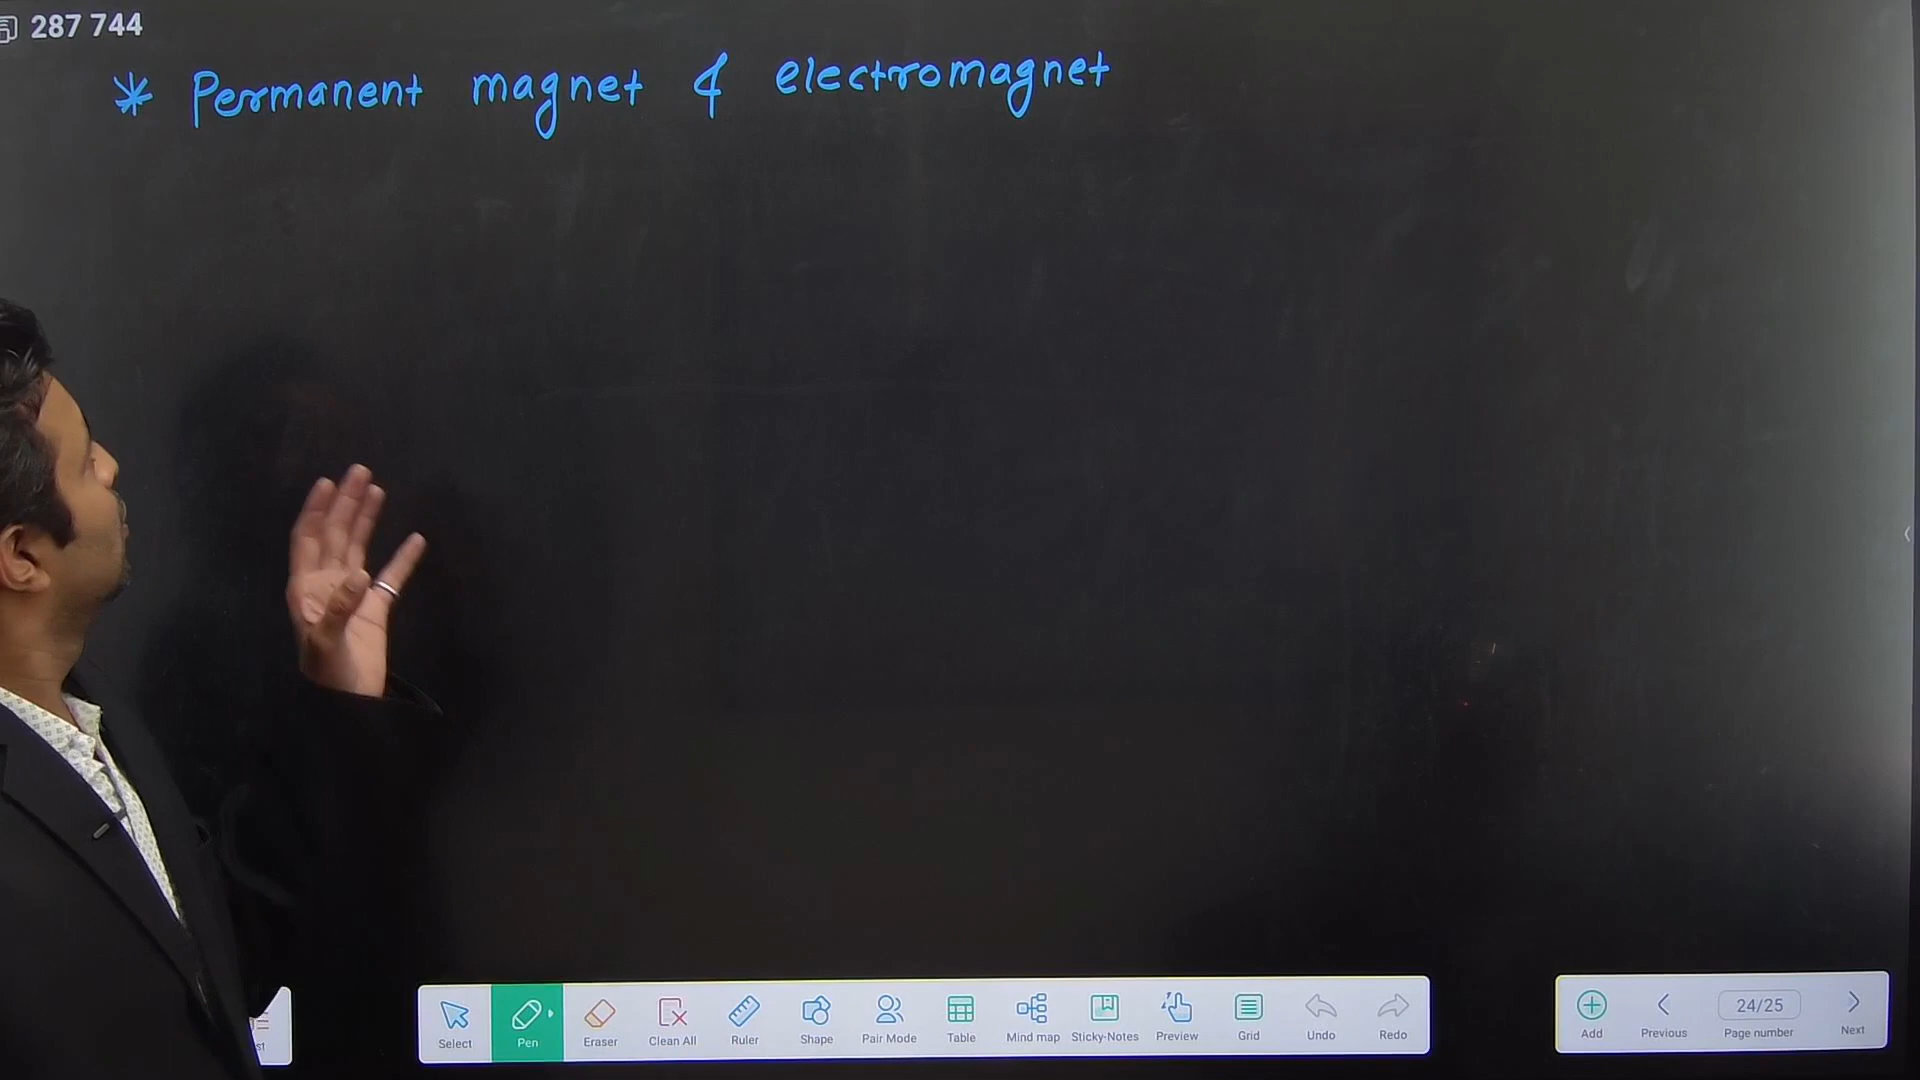 287 744
* Permanent magnet & electromagnet
st
Select Pen Eraser Clean All Ruler Shape Pair Mode Table Mind map Sticky-Notes Preview Grid Undo Redo
Add Previous 24/25 Page number Next